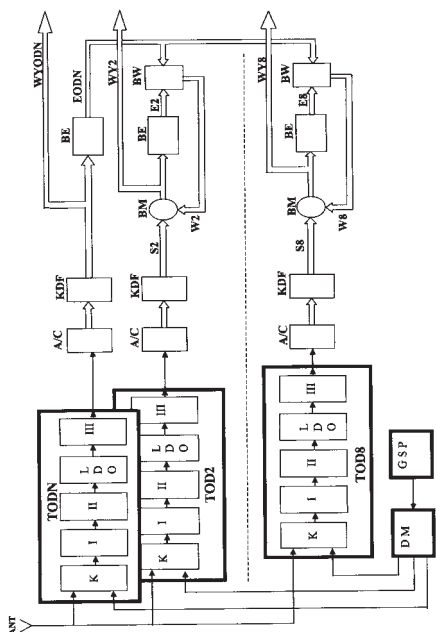 WYODN
EODN
WY2
WY8
BE
BW
E2
BE
BM
W2
S2
BW
E8
BE
BM
W8
S8
KDF
KDF
KDF
A/C
A/C
A/C
TODN
K
I
II
L D O
III
TOD2
K
I
II
L D O
III
TOD8
K
I
II
L D O
III
GSP
DM
ANT